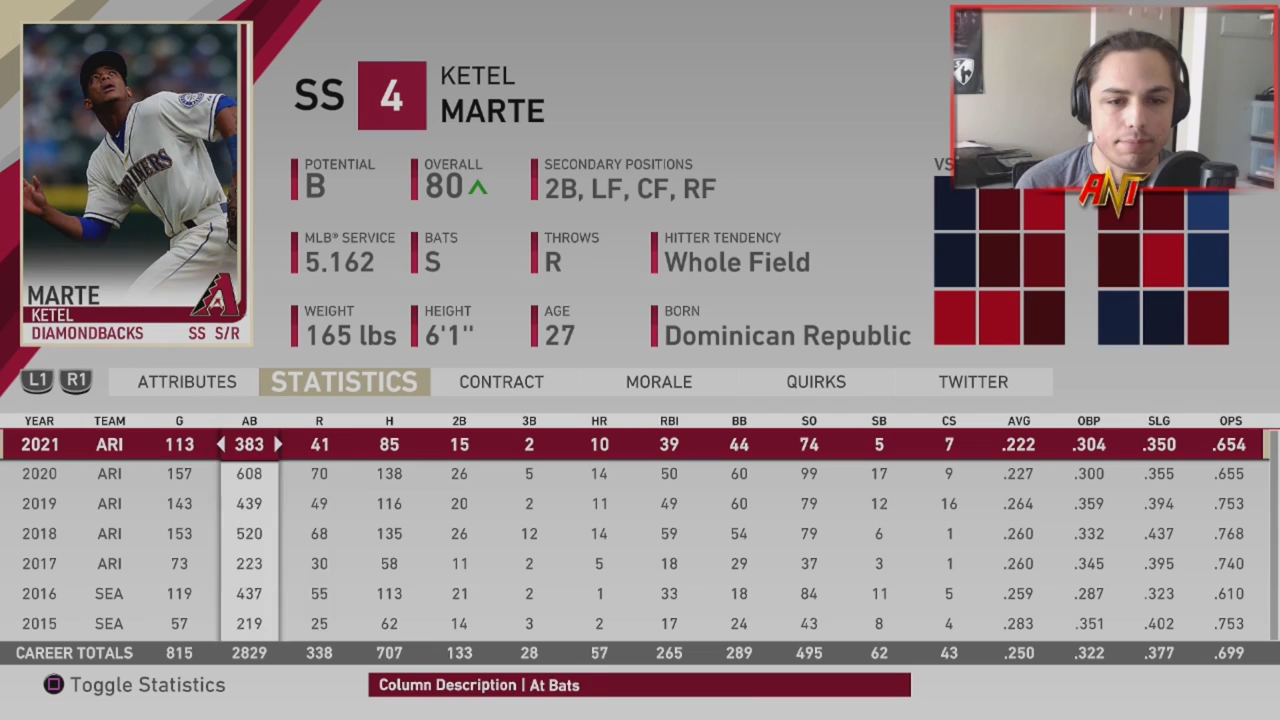 SS 4 KETEL MARTE
MARINERS
MARTE
KETEL
DIAMONDBACKS SS S/R
POTENTIAL OVERALL SECONDARY POSITIONS
B 80 2B, LF, CF, RF
MLB® SERVICE BATS THROWS HITTER TENDENCY
5.162 S R Whole Field
WEIGHT HEIGHT AGE BORN
165 lbs 6'1" 27 Dominican Republic
ANT
L1 R1 ATTRIBUTES STATISTICS CONTRACT MORALE QUIRKS TWITTER
YEAR TEAM G AB R H 2B 3B HR RBI BB SO SB CS AVG OBP SLG OPS
2021 ARI 113 383 41 85 15 2 10 39 44 74 5 7 .222 .304 .350 .654
2020 ARI 157 608 70 138 26 5 14 50 60 99 17 9 .227 .300 .355 .655
2019 ARI 143 439 49 116 20 2 11 49 60 79 12 16 .264 .359 .394 .753
2018 ARI 153 520 68 135 26 12 14 59 54 79 6 1 .260 .332 .437 .768
2017 ARI 73 223 30 58 11 2 5 18 29 37 3 1 .260 .345 .395 .740
2016 SEA 119 437 55 113 21 2 1 33 18 84 11 5 .259 .287 .323 .610
2015 SEA 57 219 25 62 14 3 2 17 24 43 8 4 .283 .351 .402 .753
CAREER TOTALS 815 2829 338 707 133 28 57 265 289 495 62 43 .250 .322 .377 .699
Toggle Statistics
Column Description | At Bats